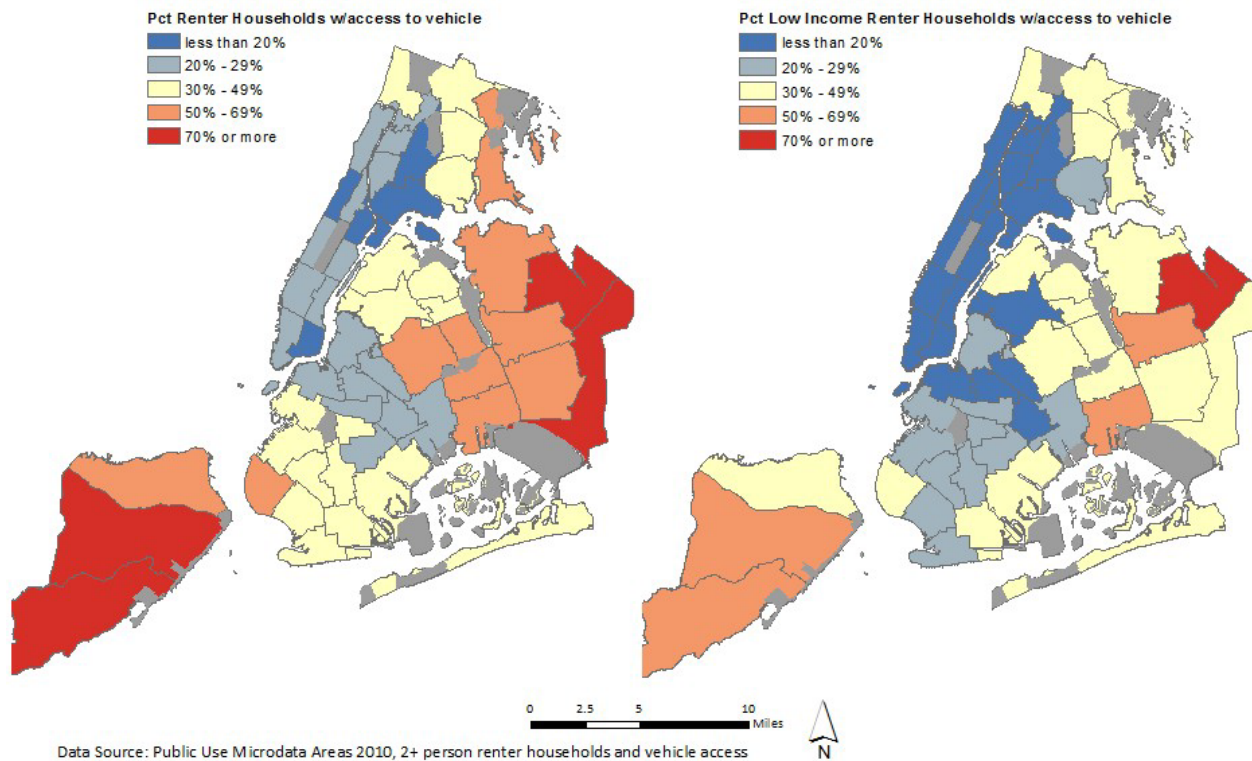 Pct Renter Households w/access to vehicle
less than 20%
20% - 29%
30% - 49%
50% - 69%
70% or more
Pct Low Income Renter Households w/access to vehicle
less than 20%
20% - 29%
30% - 49%
50% - 69%
70% or more
0 2.5 5 10
Miles
N
Data Source: Public Use Microdata Areas 2010, 2+ person renter households and vehicle access